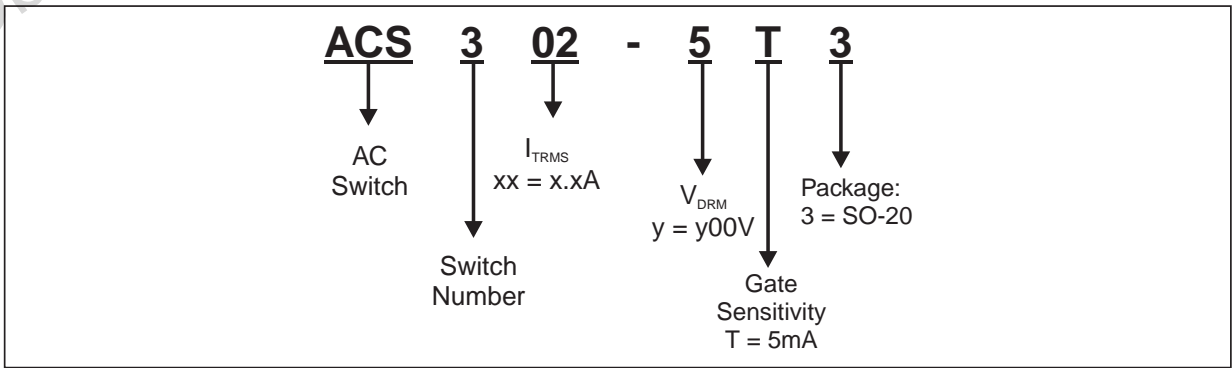 ACS 3 02 - 5 T 3
AC
Switch
ITRMS
xx = x.xA
Switch
Number
VDRM
y = y00V
Gate
Sensitivity
T = 5mA
Package:
3 = SO-20